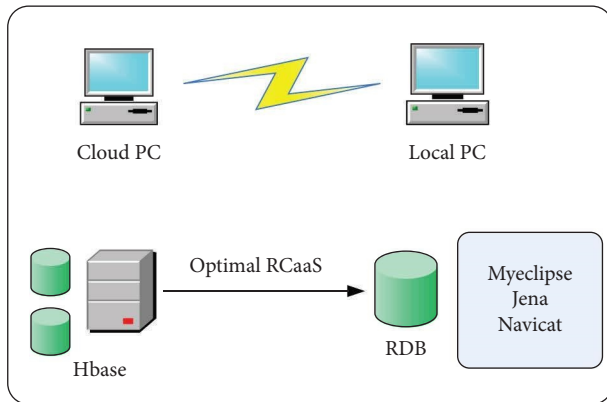 Cloud PC
Local PC
Optimal RCaaS
Hbase
RDB
Myeclipse
Jena
Navicat